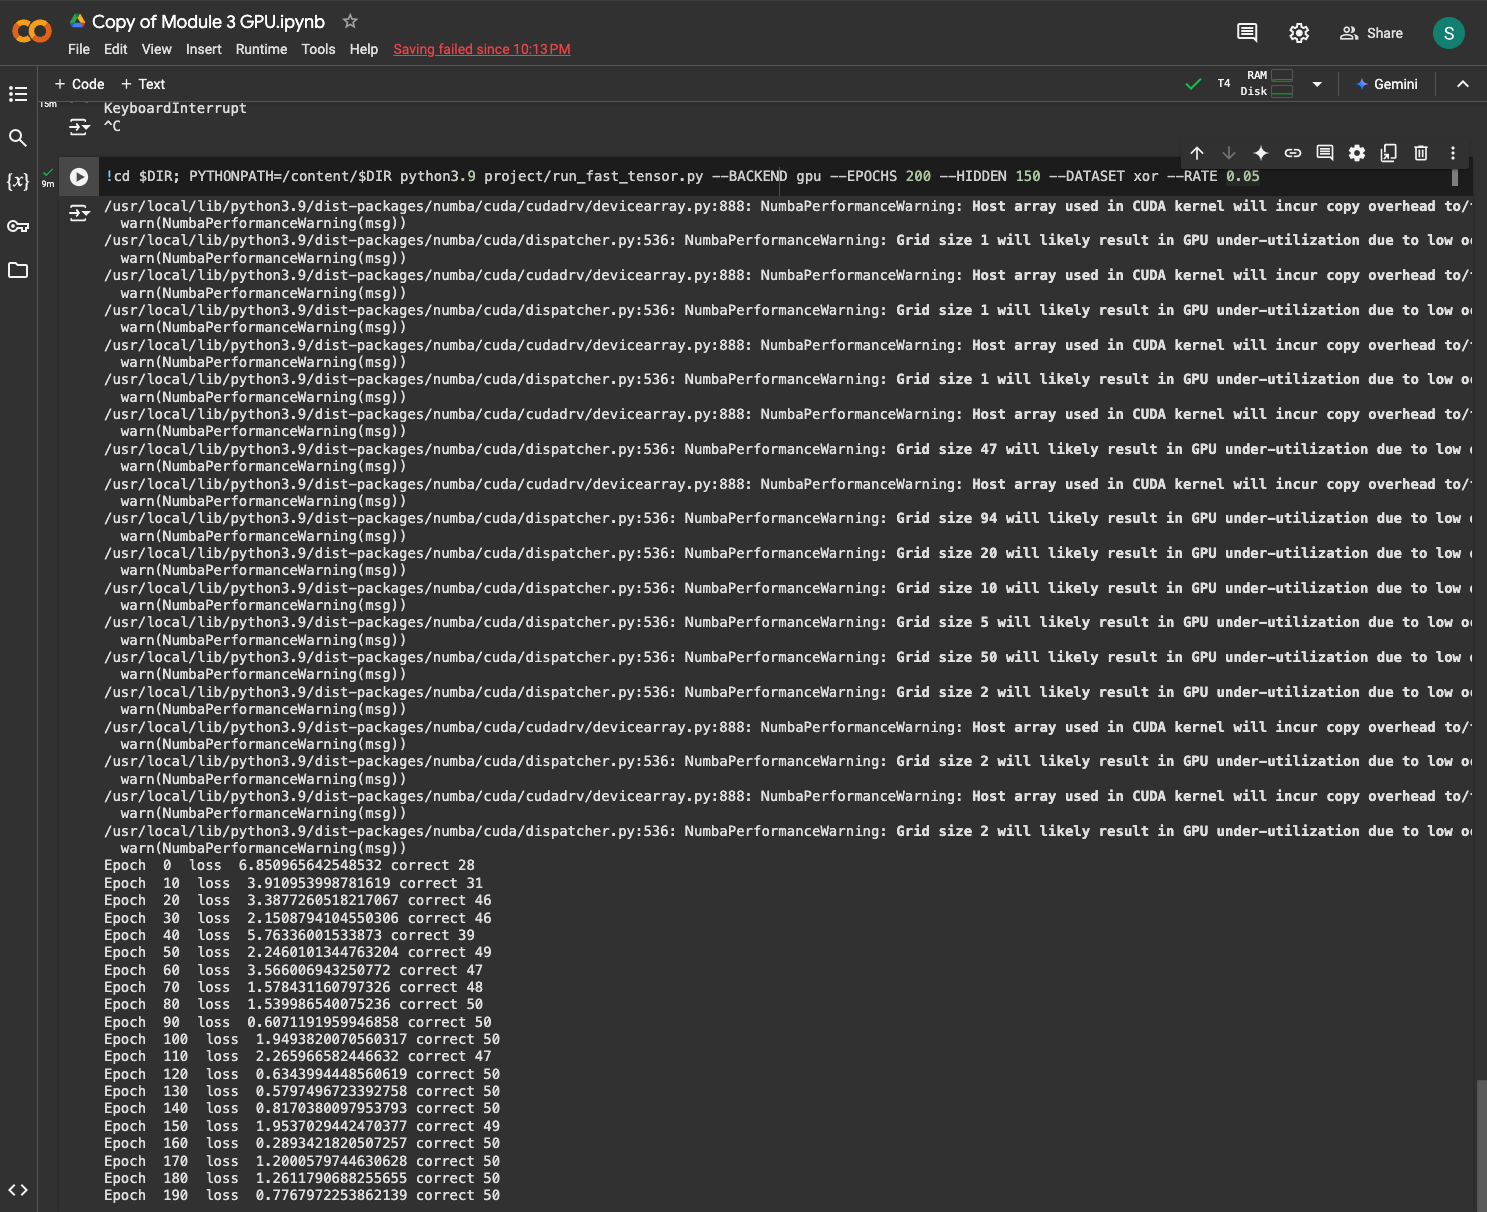 Copy of Module 3 GPU.ipynb
File Edit View Insert Runtime Tools Help Saving failed since 10:13 PM
Share
S
+ Code + Text
T4 RAM Disk
Gemini
15m
KeyboardInterrupt
^C
{x}
9m
!cd $DIR; PYTHONPATH=/content/$DIR python3.9 project/run_fast_tensor.py --BACKEND gpu --EPOCHS 200 --HIDDEN 150 --DATASET xor --RATE 0.05
/usr/local/lib/python3.9/dist-packages/numba/cuda/cudadrv/devicearray.py:888: NumbaPerformanceWarning: Host array used in CUDA kernel will incur copy overhead to/
warn(NumbaPerformanceWarning(msg))
/usr/local/lib/python3.9/dist-packages/numba/cuda/dispatcher.py:536: NumbaPerformanceWarning: Grid size 1 will likely result in GPU under-utilization due to low
warn(NumbaPerformanceWarning(msg))
/usr/local/lib/python3.9/dist-packages/numba/cuda/cudadrv/devicearray.py:888: NumbaPerformanceWarning: Host array used in CUDA kernel will incur copy overhead to/
warn(NumbaPerformanceWarning(msg))
/usr/local/lib/python3.9/dist-packages/numba/cuda/dispatcher.py:536: NumbaPerformanceWarning: Grid size 1 will likely result in GPU under-utilization due to low
warn(NumbaPerformanceWarning(msg))
/usr/local/lib/python3.9/dist-packages/numba/cuda/cudadrv/devicearray.py:888: NumbaPerformanceWarning: Host array used in CUDA kernel will incur copy overhead to/
warn(NumbaPerformanceWarning(msg))
/usr/local/lib/python3.9/dist-packages/numba/cuda/dispatcher.py:536: NumbaPerformanceWarning: Grid size 1 will likely result in GPU under-utilization due to low
warn(NumbaPerformanceWarning(msg))
/usr/local/lib/python3.9/dist-packages/numba/cuda/cudadrv/devicearray.py:888: NumbaPerformanceWarning: Host array used in CUDA kernel will incur copy overhead to/
warn(NumbaPerformanceWarning(msg))
/usr/local/lib/python3.9/dist-packages/numba/cuda/dispatcher.py:536: NumbaPerformanceWarning: Grid size 47 will likely result in GPU under-utilization due to low
warn(NumbaPerformanceWarning(msg))
/usr/local/lib/python3.9/dist-packages/numba/cuda/cudadrv/devicearray.py:888: NumbaPerformanceWarning: Host array used in CUDA kernel will incur copy overhead to/
warn(NumbaPerformanceWarning(msg))
/usr/local/lib/python3.9/dist-packages/numba/cuda/dispatcher.py:536: NumbaPerformanceWarning: Grid size 94 will likely result in GPU under-utilization due to low
warn(NumbaPerformanceWarning(msg))
/usr/local/lib/python3.9/dist-packages/numba/cuda/dispatcher.py:536: NumbaPerformanceWarning: Grid size 20 will likely result in GPU under-utilization due to low
warn(NumbaPerformanceWarning(msg))
/usr/local/lib/python3.9/dist-packages/numba/cuda/dispatcher.py:536: NumbaPerformanceWarning: Grid size 10 will likely result in GPU under-utilization due to low
warn(NumbaPerformanceWarning(msg))
/usr/local/lib/python3.9/dist-packages/numba/cuda/dispatcher.py:536: NumbaPerformanceWarning: Grid size 5 will likely result in GPU under-utilization due to low
warn(NumbaPerformanceWarning(msg))
/usr/local/lib/python3.9/dist-packages/numba/cuda/dispatcher.py:536: NumbaPerformanceWarning: Grid size 50 will likely result in GPU under-utilization due to low
warn(NumbaPerformanceWarning(msg))
/usr/local/lib/python3.9/dist-packages/numba/cuda/dispatcher.py:536: NumbaPerformanceWarning: Grid size 2 will likely result in GPU under-utilization due to low
warn(NumbaPerformanceWarning(msg))
/usr/local/lib/python3.9/dist-packages/numba/cuda/cudadrv/devicearray.py:888: NumbaPerformanceWarning: Host array used in CUDA kernel will incur copy overhead to/
warn(NumbaPerformanceWarning(msg))
/usr/local/lib/python3.9/dist-packages/numba/cuda/dispatcher.py:536: NumbaPerformanceWarning: Grid size 2 will likely result in GPU under-utilization due to low
warn(NumbaPerformanceWarning(msg))
/usr/local/lib/python3.9/dist-packages/numba/cuda/cudadrv/devicearray.py:888: NumbaPerformanceWarning: Host array used in CUDA kernel will incur copy overhead to/
warn(NumbaPerformanceWarning(msg))
/usr/local/lib/python3.9/dist-packages/numba/cuda/dispatcher.py:536: NumbaPerformanceWarning: Grid size 2 will likely result in GPU under-utilization due to low
warn(NumbaPerformanceWarning(msg))
Epoch 0 loss 6.850965642548532 correct 28
Epoch 10 loss 3.910953998781619 correct 31
Epoch 20 loss 3.3877260518217067 correct 46
Epoch 30 loss 2.1508794104550306 correct 46
Epoch 40 loss 5.76336001533873 correct 39
Epoch 50 loss 2.2460101344763204 correct 49
Epoch 60 loss 3.566006943250772 correct 47
Epoch 70 loss 1.578431160797326 correct 48
Epoch 80 loss 1.539986540075236 correct 50
Epoch 90 loss 0.6071191959946858 correct 50
Epoch 100 loss 1.9493820070560317 correct 50
Epoch 110 loss 2.265966582446632 correct 47
Epoch 120 loss 0.6343994448560619 correct 50
Epoch 130 loss 0.5797496723392758 correct 50
Epoch 140 loss 0.8170380097953793 correct 50
Epoch 150 loss 1.9537029442470377 correct 49
Epoch 160 loss 0.2893421820507257 correct 50
Epoch 170 loss 1.2000579744630628 correct 50
Epoch 180 loss 1.2611790688255655 correct 50
Epoch 190 loss 0.7767972253862139 correct 50